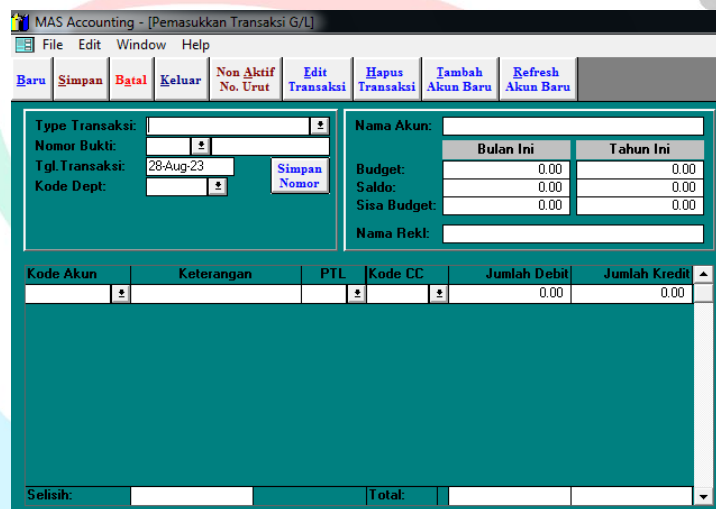 MAS Accounting - [Pemasukkan Transaksi G/L]
File Edit Window Help
Baru Simpan Batal Keluar Non Aktif No. Urut Edit Transaksi Hapus Transaksi Tambah Akun Baru Refresh Akun Baru
Type Transaksi:
Nomor Bukti:
Tgl.Transaksi: 28-Aug-23
Kode Dept:
Simpan Nomor
Nama Akun:
Bulan Ini Tahun Ini
Budget: 0.00 0.00
Saldo: 0.00 0.00
Sisa Budget: 0.00 0.00
Nama Rekl:
Kode Akun Keterangan PTL Kode CC Jumlah Debit Jumlah Kredit
0.00 0.00
Selisih: Total: